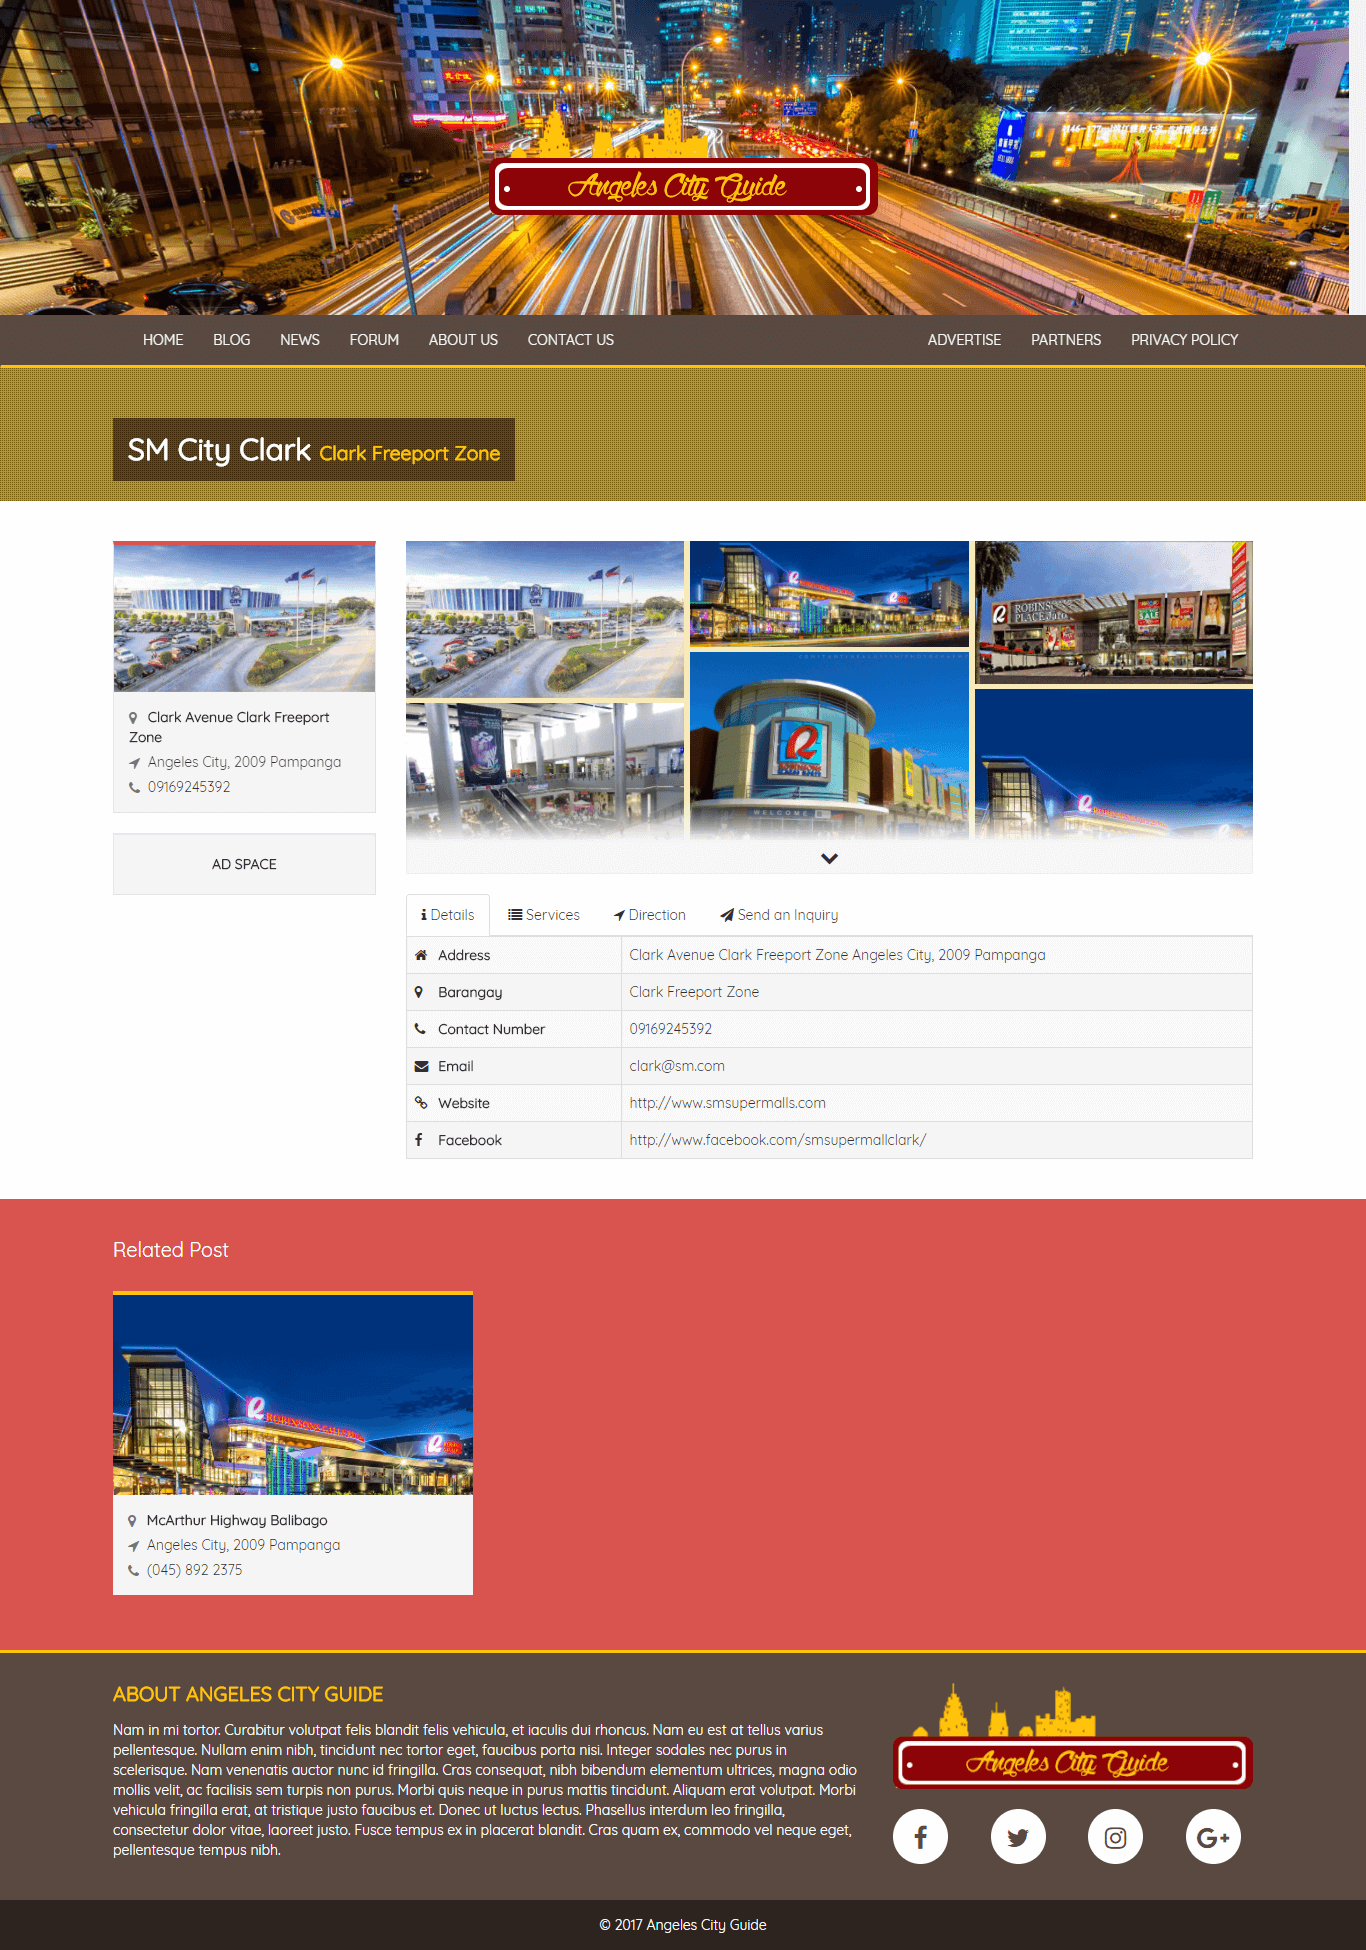 Angeles City Guide
HOME BLOG NEWS FORUM ABOUT US CONTACT US ADVERTISE PARTNERS PRIVACY POLICY
SM City Clark Clark Freeport Zone
Clark Avenue Clark Freeport
Zone
Angeles City, 2009 Pampanga
09169245392
AD SPACE
ROBINSONS
PLACE Jaro
SALE
WELCOME
Details Services Direction Send an Inquiry
Address Clark Avenue Clark Freeport Zone Angeles City, 2009 Pampanga
Barangay Clark Freeport Zone
Contact Number 09169245392
Email clark@sm.com
Website http://www.smsupermalls.com
Facebook http://www.facebook.com/smsupermallclark/
Related Post
McArthur Highway Balibago
Angeles City, 2009 Pampanga
(045) 892 2375
ABOUT ANGELES CITY GUIDE
Nam in mi tortor. Curabitur volutpat felis blandit felis vehicula, et iaculis dui rhoncus. Nam eu est at tellus varius
pellentesque. Nullam enim nibh, tincidunt nec tortor eget, faucibus porta nisi. Integer sodales nec purus in
scelerisque. Nam venenatis auctor nunc id fringilla. Cras consequat, nibh bibendum elementum ultrices, magna odio
mollis velit, ac facilisis sem turpis non purus. Morbi quis neque in purus mattis tincidunt. Aliquam erat volutpat. Morbi
vehicula fringilla erat, at tristique justo faucibus et. Donec ut luctus lectus. Phasellus interdum leo fringilla,
consectetur dolor vitae, laoreet justo. Fusce tempus ex in placerat blandit. Cras quam ex, commodo vel neque eget,
pellentesque tempus nibh.
Angeles City Guide
© 2017 Angeles City Guide